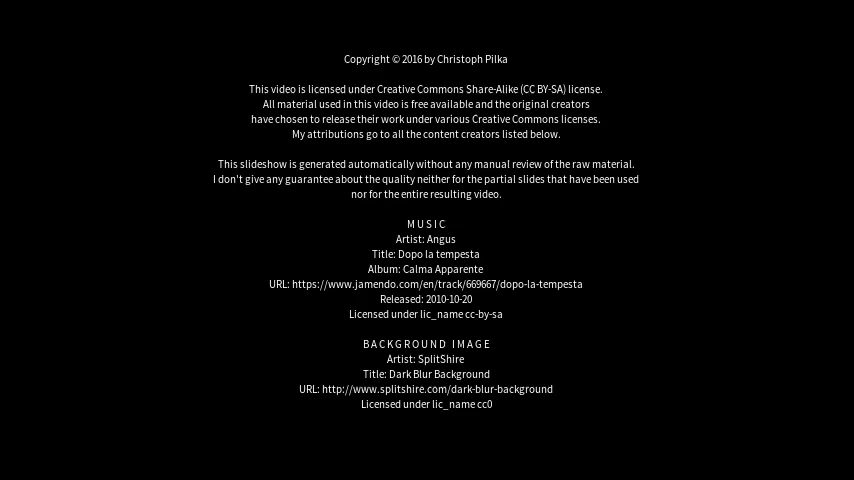 Copyright © 2016 by Christoph Pilka
This video is licensed under Creative Commons Share-Alike (CC BY-SA) license.
All material used in this video is free available and the original creators
have chosen to release their work under various Creative Commons licenses.
My attributions go to all the content creators listed below.
This slideshow is generated automatically without any manual review of the raw material.
I don't give any guarantee about the quality neither for the partial slides that have been used
nor for the entire resulting video.
MUSIC
Artist: Angus
Title: Dopo la tempesta
Album: Calma Apparente
URL: https://www.jamendo.com/en/track/669667/dopo-la-tempesta
Released: 2010-10-20
Licensed under lic_name cc-by-sa
BACKGROUND IMAGE
Artist: SplitShire
Title: Dark Blur Background
URL: http://www.splitshire.com/dark-blur-background
Licensed under lic_name cc0